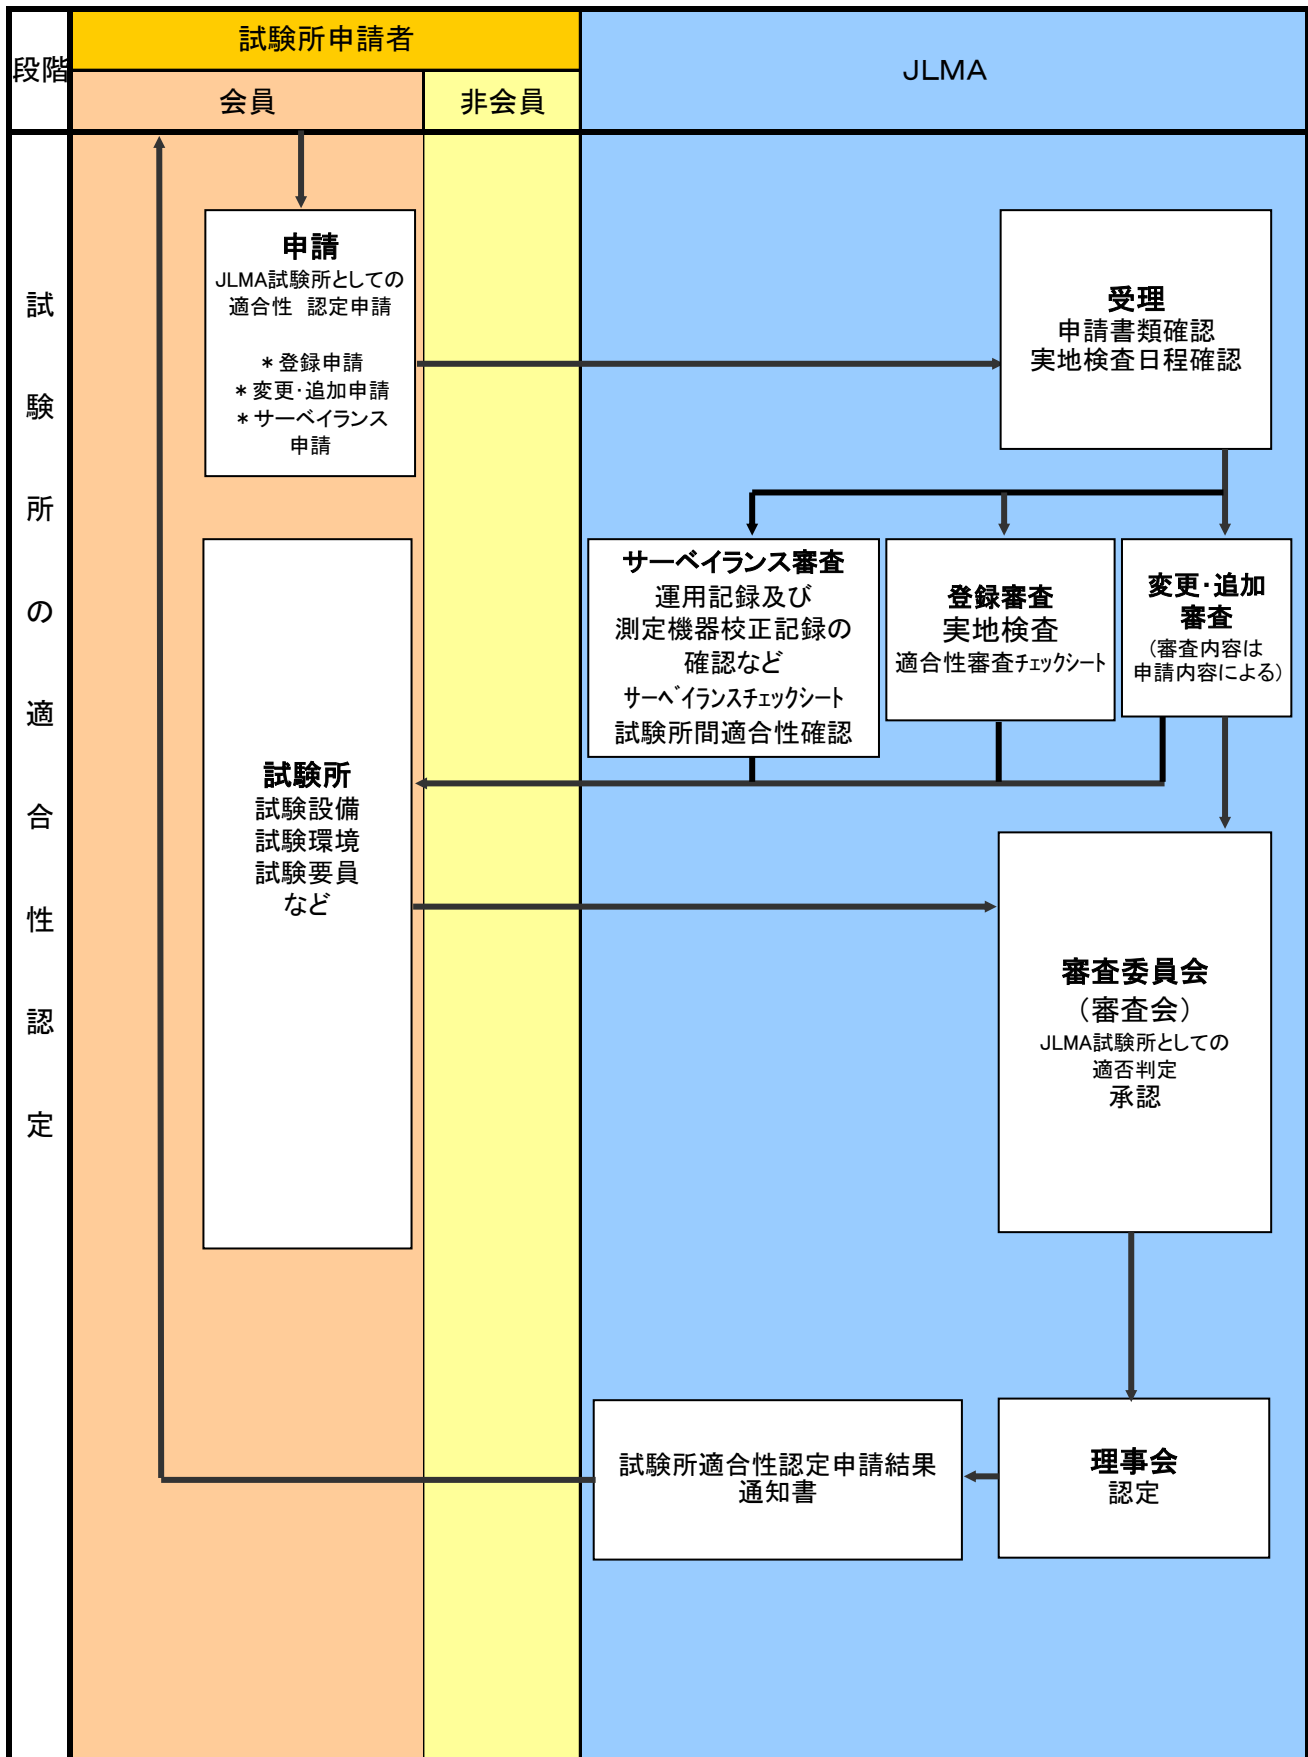 段階
試験所申請者
会員
非会員
JLMA
試験所の適合性認定
申請
JLMA試験所としての
適合性 認定申請
＊登録申請
＊変更・追加申請
＊サーベイランス
申請
受理
申請書類確認
実地検査日程確認
サーベイランス審査
運用記録及び
測定機器校正記録の
確認など
ｻｰﾍﾞｲﾗﾝｽﾁｪｯｸｼｰﾄ
試験所間適合性確認
登録審査
実地検査
適合性審査ﾁｪｯｸｼｰﾄ
変更・追加
審査
（審査内容は
申請内容による）
試験所
試験設備
試験環境
試験要員
など
審査委員会
（審査会）
JLMA試験所としての
適否判定
承認
試験所適合性認定申請結果
通知書
理事会
認定